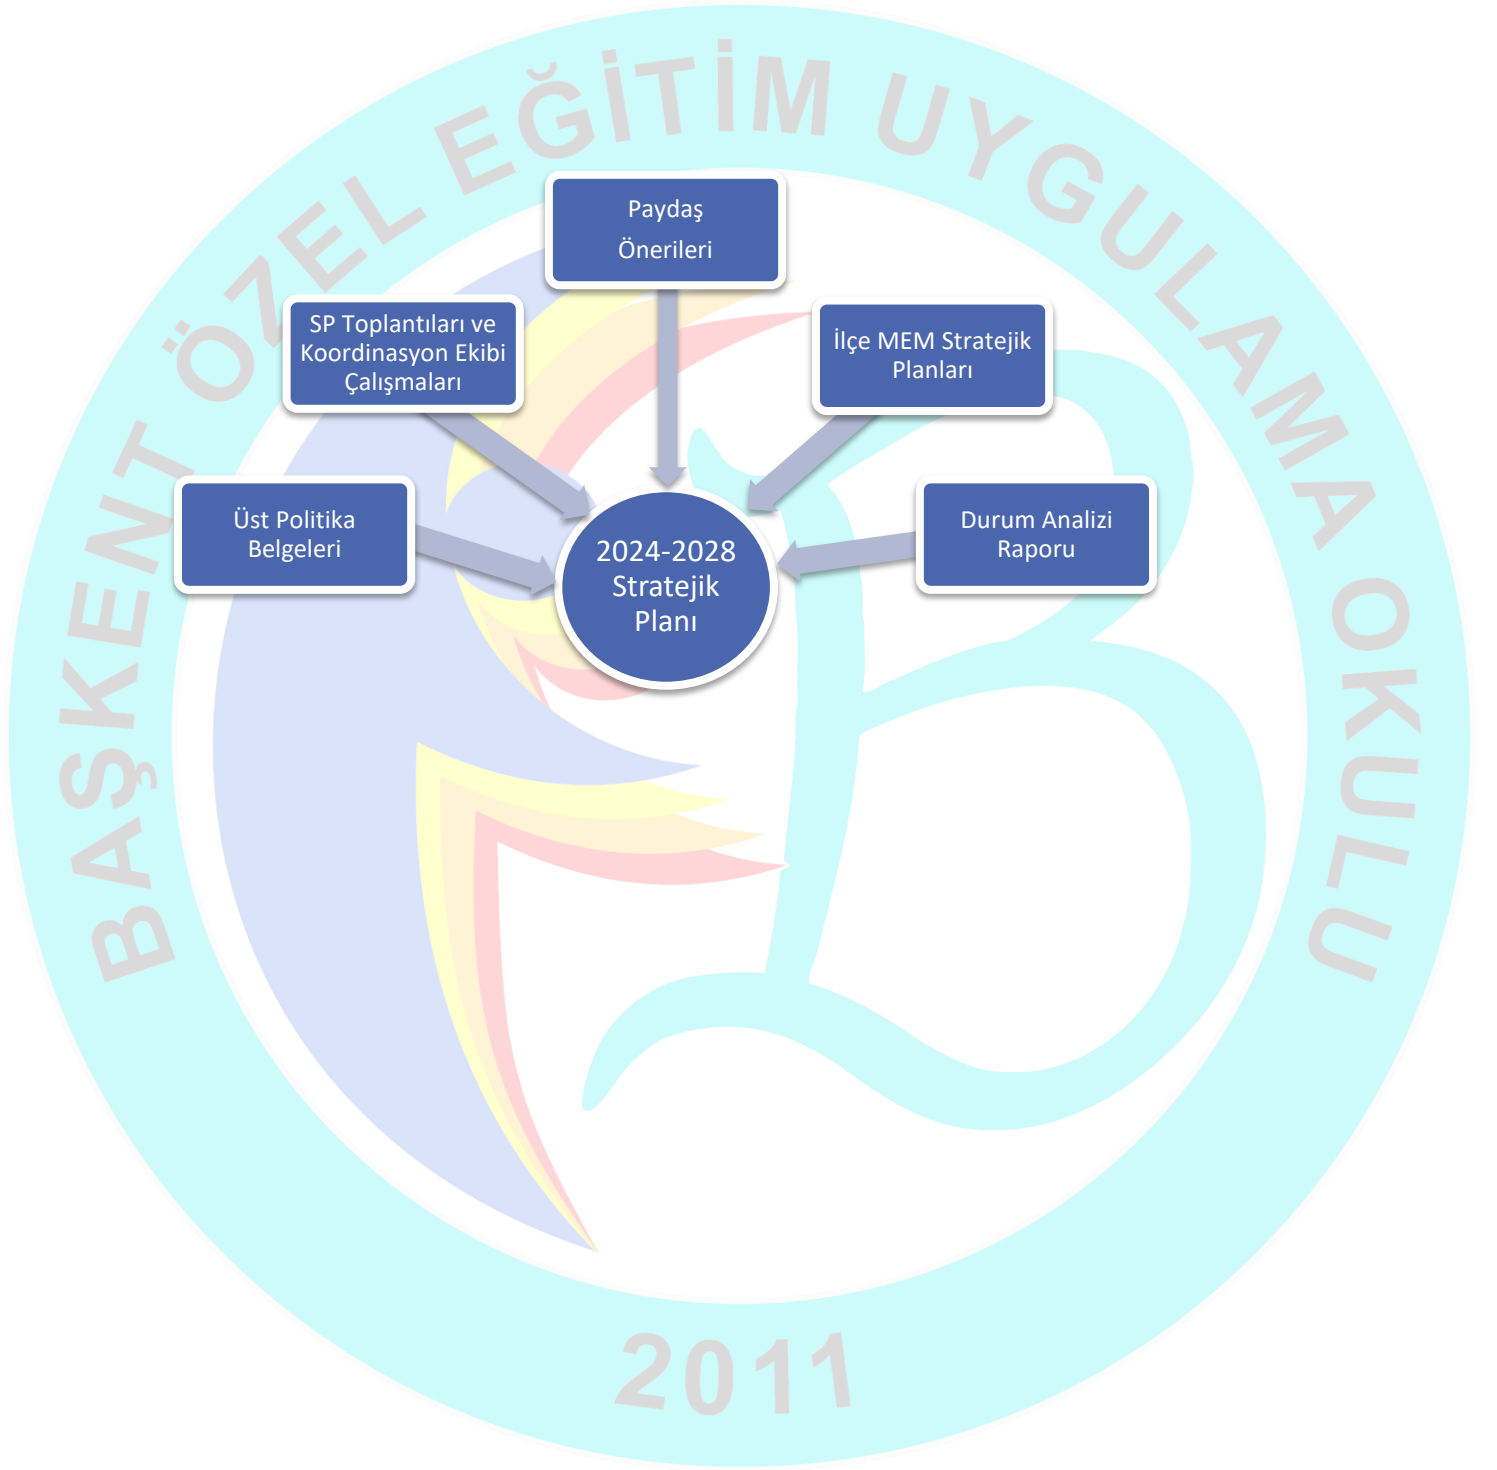 BAŞKENT ÖZEL EĞİTİM UYGULAMA OKULU
Paydaş
Önerileri
SP Toplantıları ve
Koordinasyon Ekibi
Çalışmaları
İlçe MEM Stratejik
Planları
Üst Politika
Belgeleri
Durum Analizi
Raporu
2024-2028
Stratejik
Planı
2011